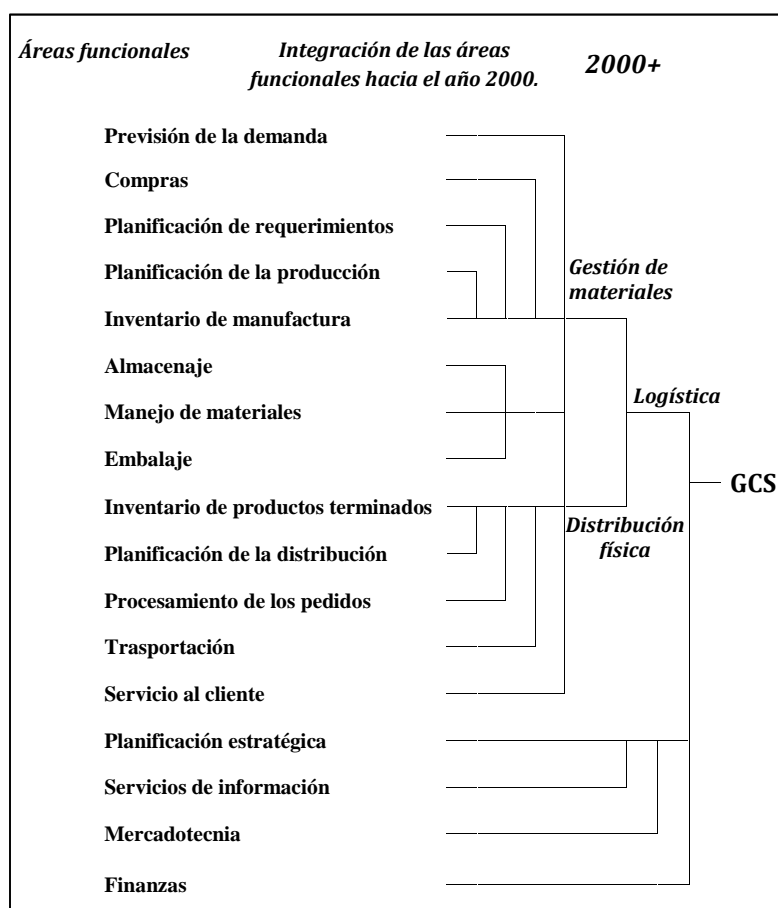 Áreas funcionales
Integración de las áreas
funcionales hacia el año 2000.
2000+
Previsión de la demanda
Compras
Planificación de requerimientos
Planificación de la producción
Gestión de
materiales
Inventario de manufactura
Almacenaje
Logística
Manejo de materiales
Embalaje
GCS
Inventario de productos terminados
Distribución
física
Planificación de la distribución
Procesamiento de los pedidos
Trasportación
Servicio al cliente
Planificación estratégica
Servicios de información
Mercadotecnia
Finanzas